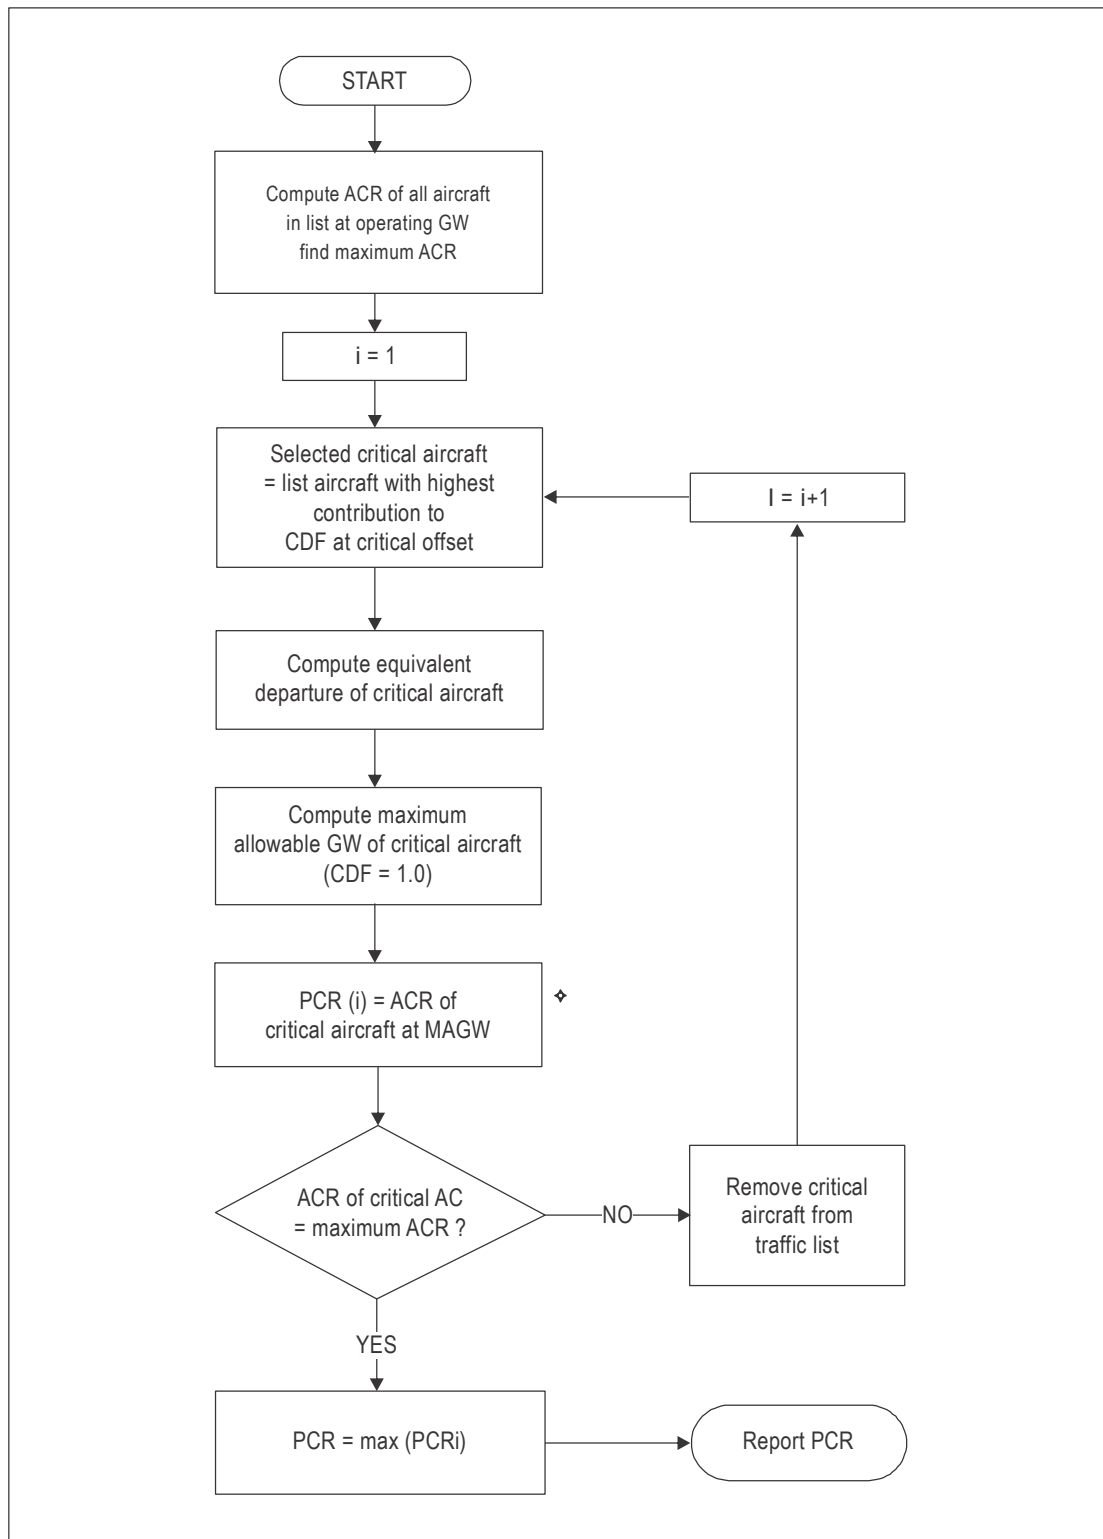 START
Compute ACR of all aircraft
in list at operating GW
find maximum ACR
i = 1
Selected critical aircraft
= list aircraft with highest
contribution to
CDF at critical offset
I = i+1
Compute equivalent
departure of critical aircraft
Compute maximum
allowable GW of critical aircraft
(CDF = 1.0)
PCR (i) = ACR of
critical aircraft at MAGW
ACR of critical AC
= maximum ACR ?
NO
Remove critical
aircraft from
traffic list
YES
PCR = max (PCRi)
Report PCR